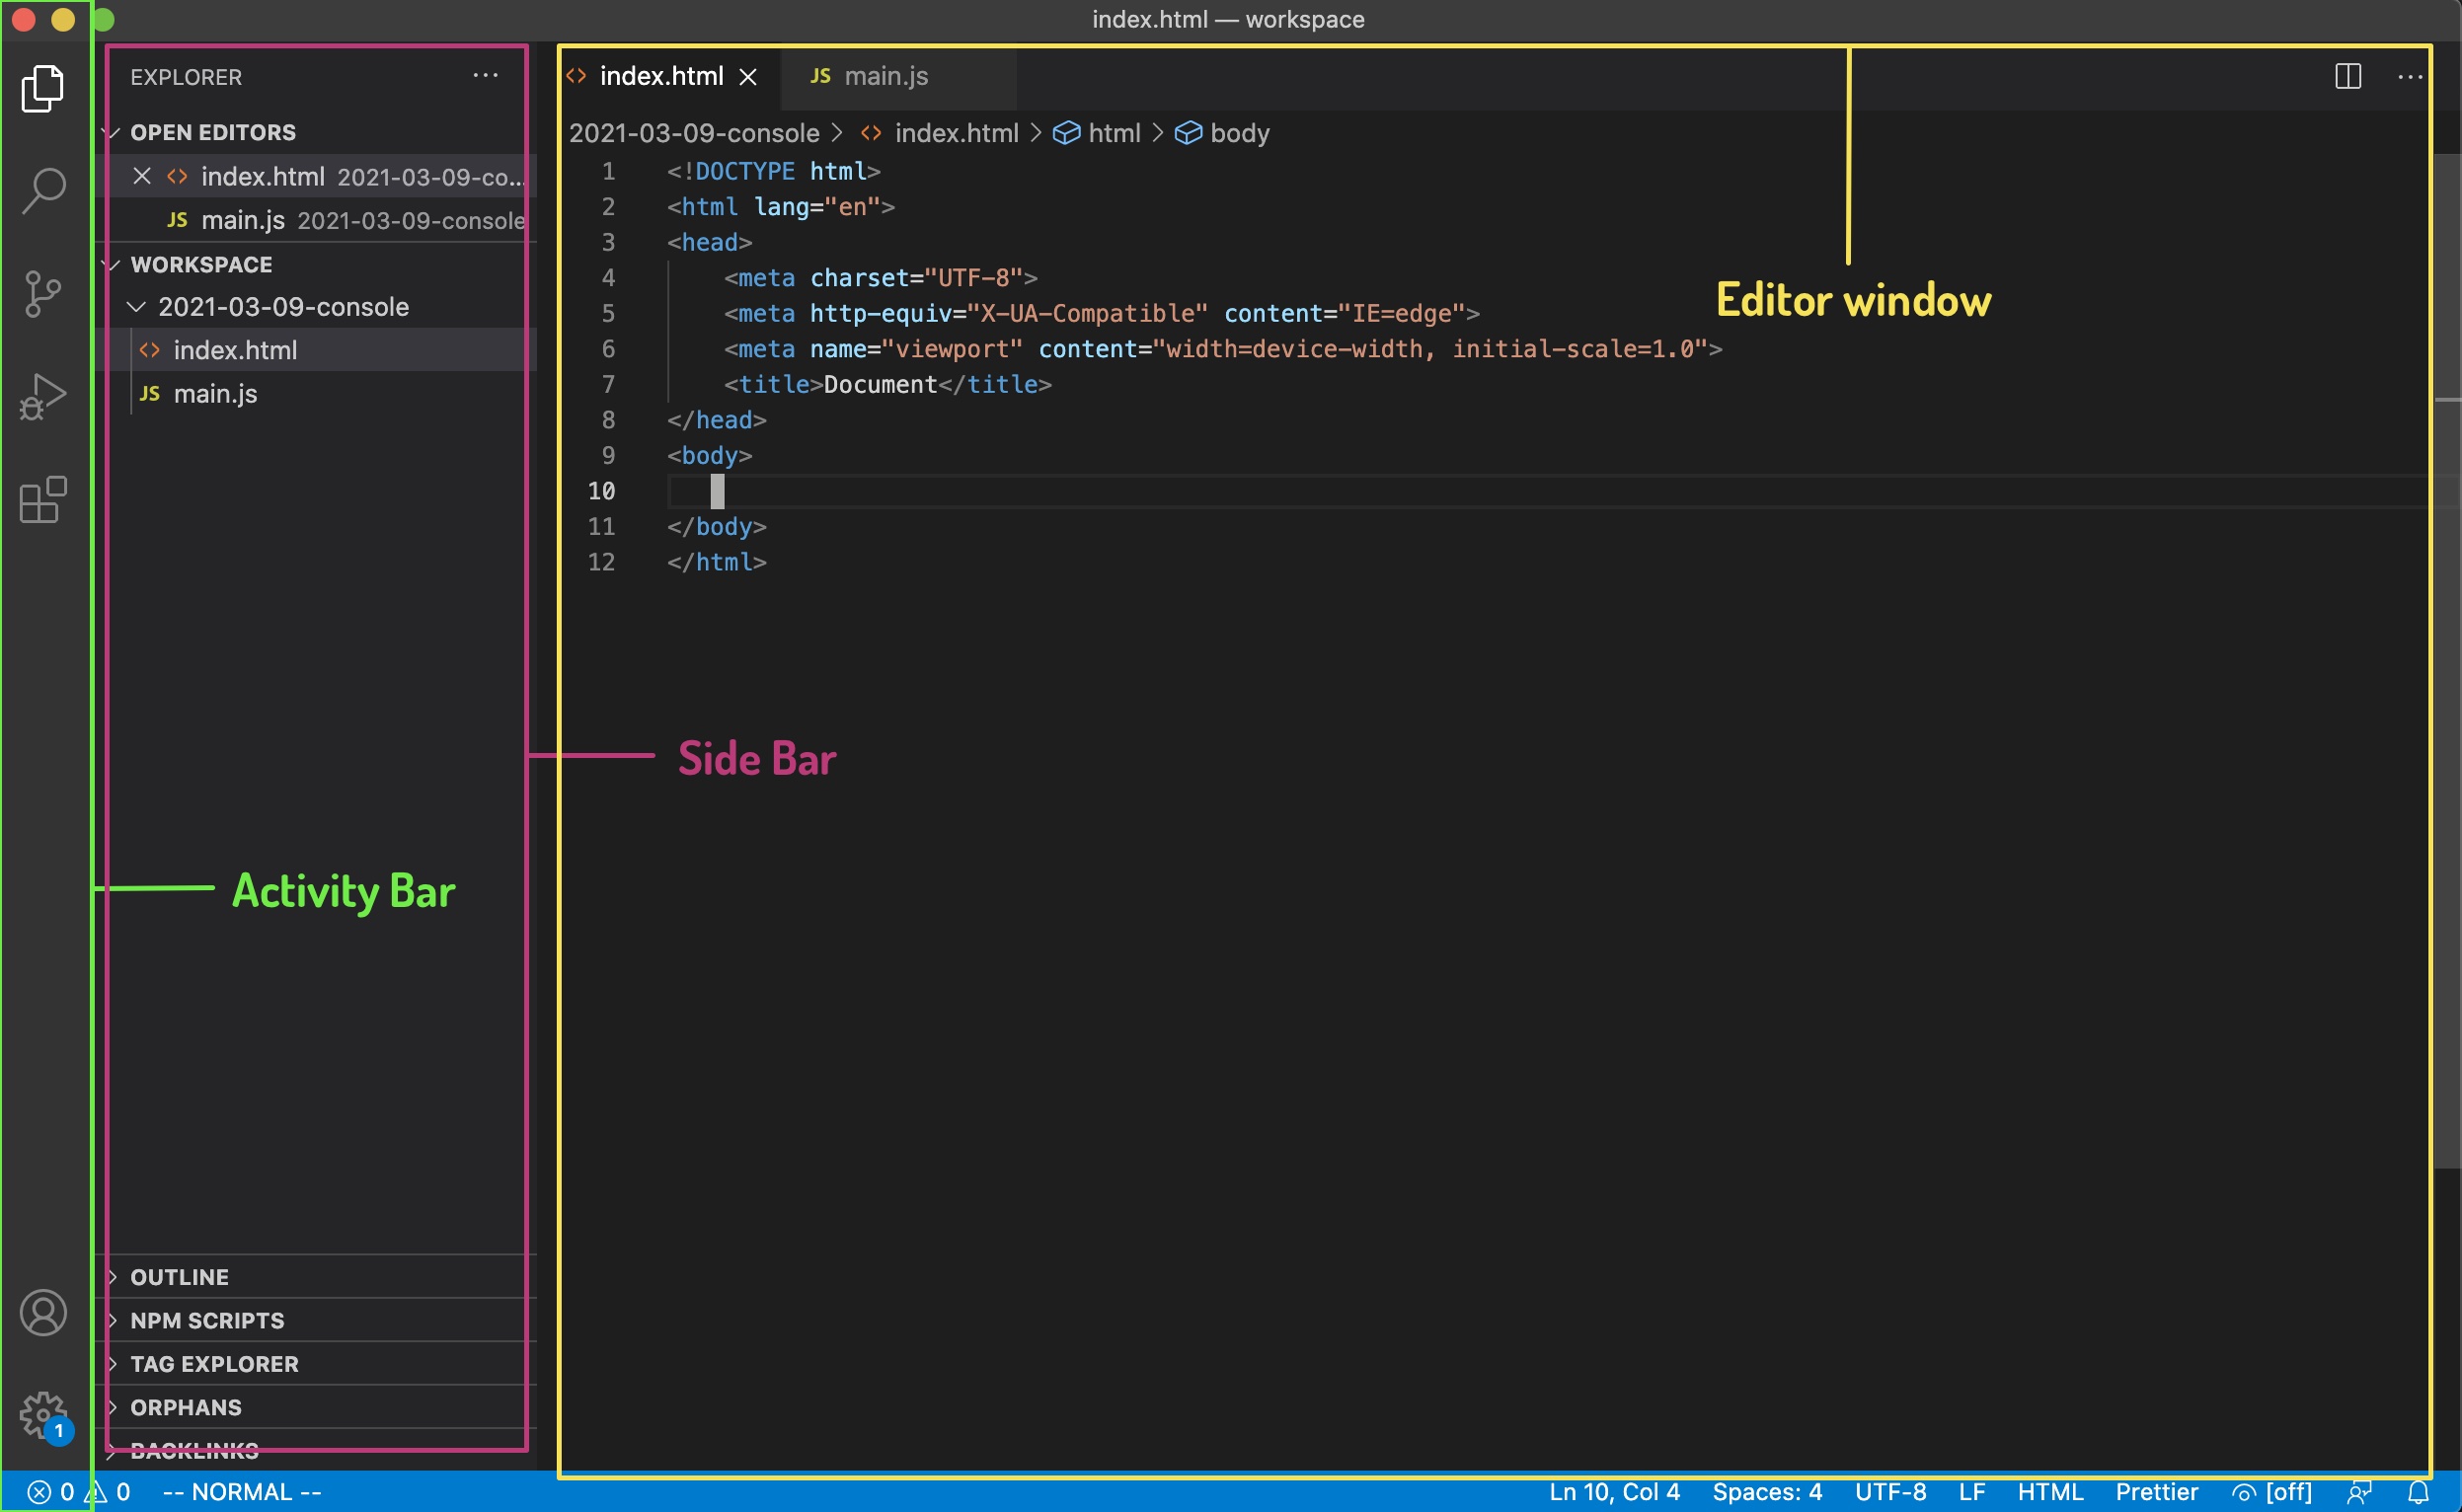 index.html — workspace
EXPLORER
OPEN EDITORS
index.html 2021-03-09-co...
JS main.js 2021-03-09-console
WORKSPACE
2021-03-09-console
index.html
JS main.js
Activity Bar
OUTLINE
NPM SCRIPTS
TAG EXPLORER
ORPHANS
BACKLINKS
1
index.html
JS main.js
2021-03-09-console > index.html > html > body
1 <!DOCTYPE html>
2 <html lang="en">
3 <head>
4 <meta charset="UTF-8">
5 <meta http-equiv="X-UA-Compatible" content="IE=edge">
6 <meta name="viewport" content="width=device-width, initial-scale=1.0">
7 <title>Document</title>
8 </head>
9 <body>
10
11 </body>
12 </html>
Editor window
Side Bar
0 0 -- NORMAL -- Ln 10, Col 4 Spaces: 4 UTF-8 LF HTML Prettier [off]